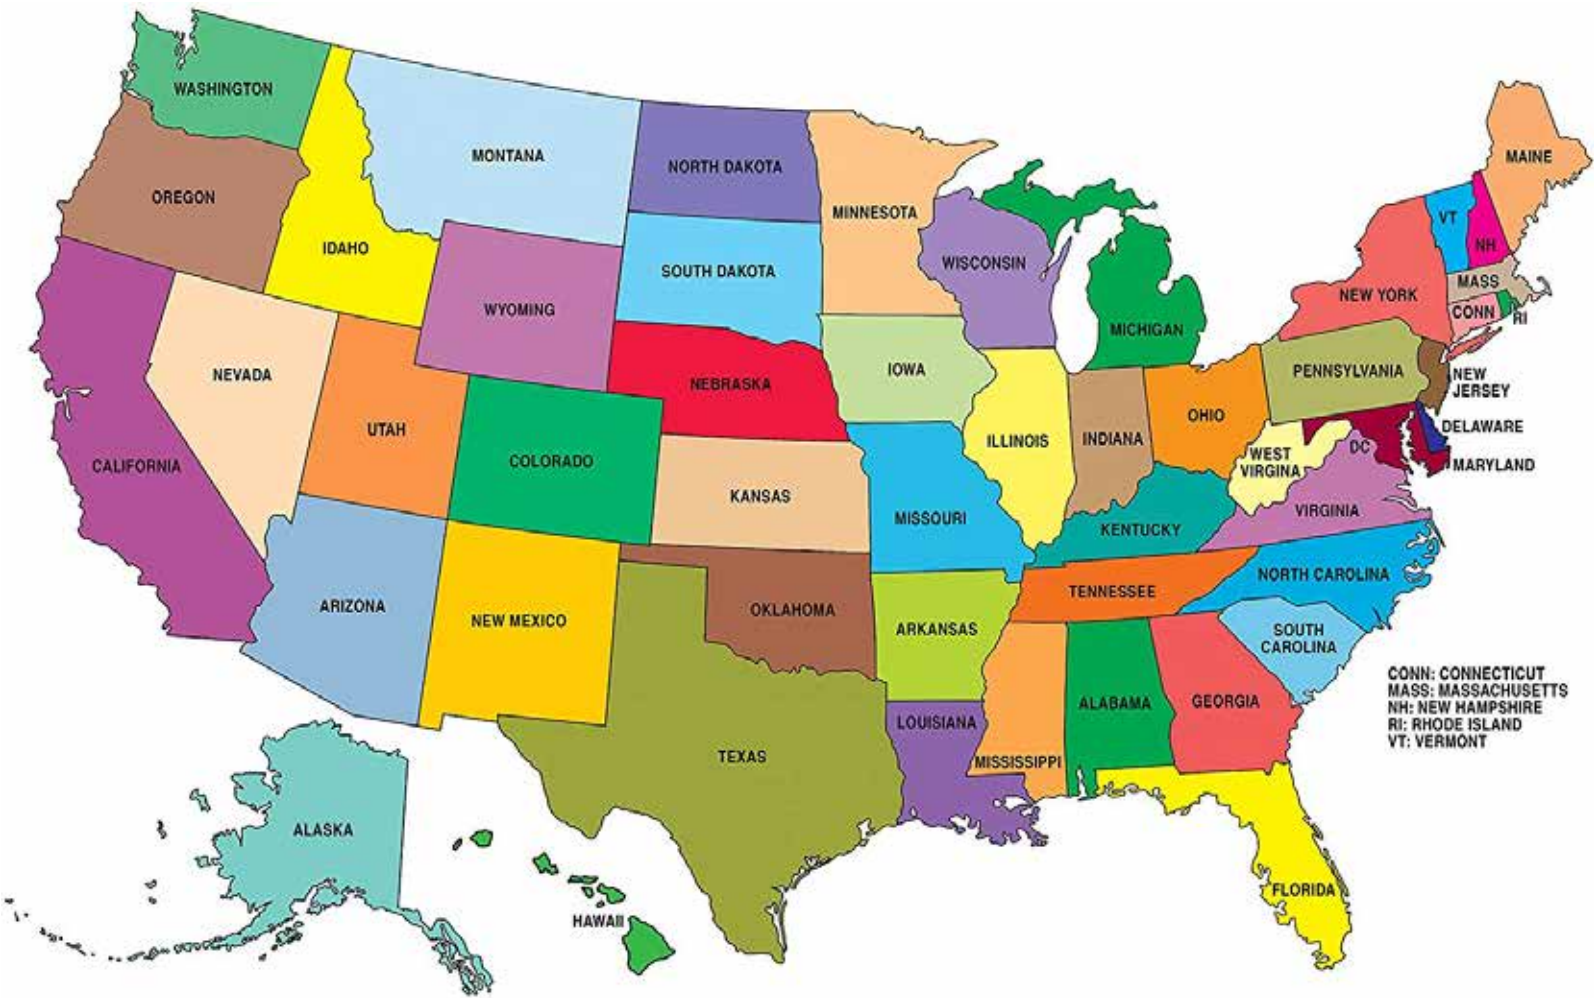 WASHINGTON
MONTANA
NORTH DAKOTA
MINNESOTA
MAINE
OREGON
IDAHO
VT
NH
WISCONSIN
SOUTH DAKOTA
MASS
NEW YORK
CONN
RI
WYOMING
MICHIGAN
NEVADA
NEBRASKA
IOWA
PENNSYLVANIA
NEW
JERSEY
UTAH
OHIO
DELAWARE
ILLINOIS
INDIANA
DC
WEST
VIRGINA
MARYLAND
CALIFORNIA
COLORADO
KANSAS
MISSOURI
KENTUCKY
VIRGINIA
ARIZONA
NEW MEXICO
OKLAHOMA
TENNESSEE
NORTH CAROLINA
ARKANSAS
SOUTH
CAROLINA
CONN: CONNECTICUT
MASS: MASSACHUSETTS
NH: NEW HAMPSHIRE
RI: RHODE ISLAND
VT: VERMONT
ALABAMA
GEORGIA
LOUISIANA
TEXAS
MISSISSIPPI
ALASKA
FLORIDA
HAWAII